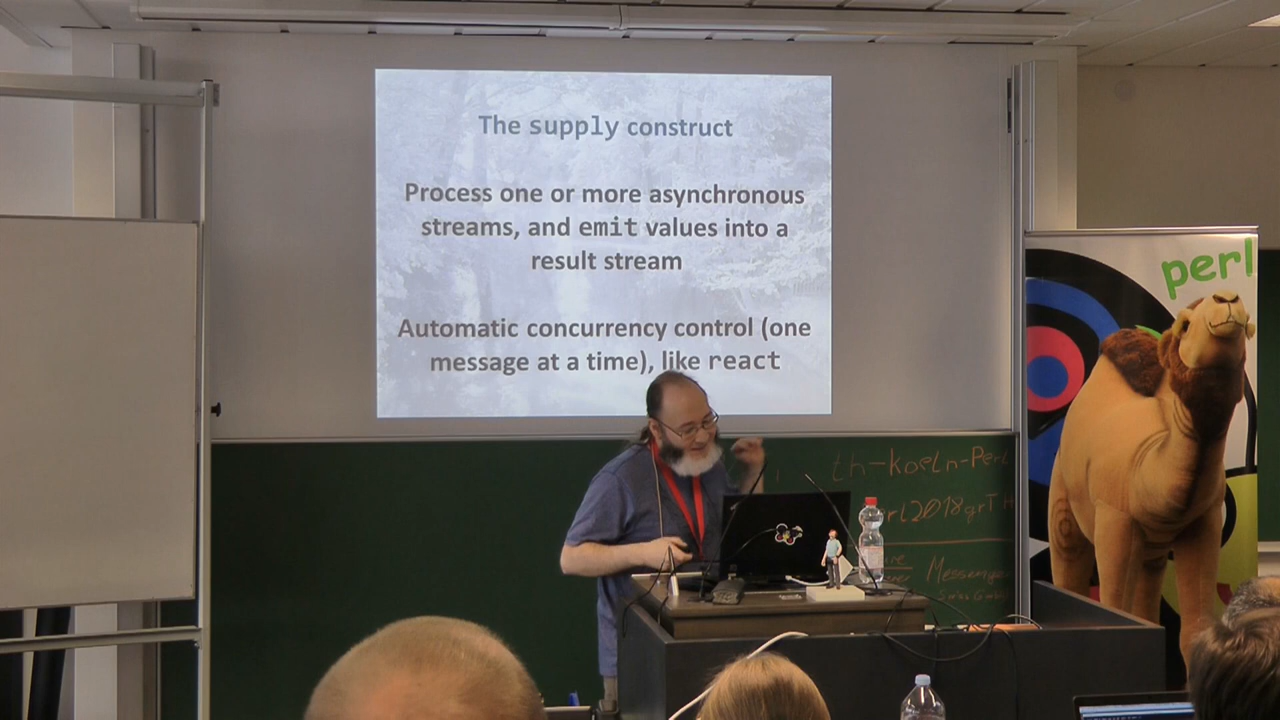 The supply construct
Process one or more asynchronous
streams, and emit values into a
result stream
Automatic concurrency control (one
message at a time), like react
perl
th-koeln-Perl
rl2018grTH
Messenger